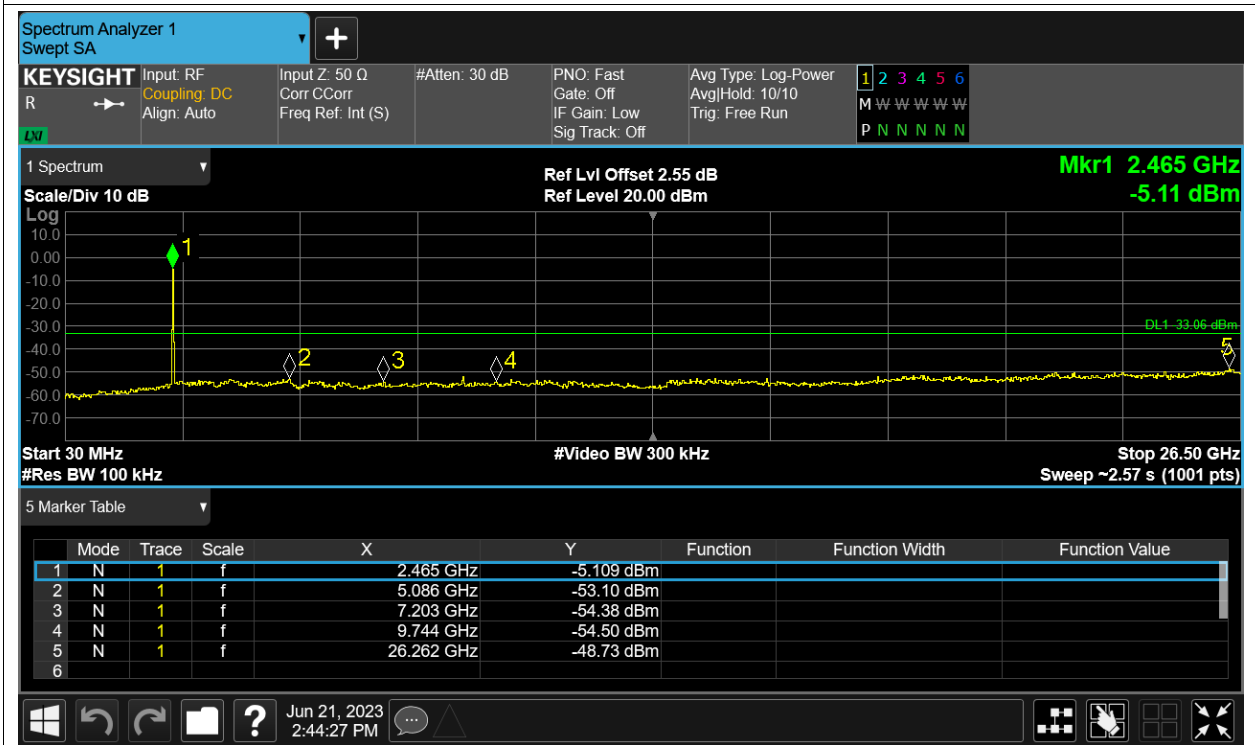 Spectrum Analyzer 1
Swept SA
+
KEYSIGHT Input: RF Input Z: 50 Ω #Atten: 30 dB PNO: Fast Avg Type: Log-Power 1 2 3 4 5 6
R Coupling: DC Corr CCorr Gate: Off Avg|Hold: 10/10 M W W W W W
Align: Auto Freq Ref: Int (S) IF Gain: Low Trig: Free Run
LXI Sig Track: Off P N N N N N
1 Spectrum Ref Lvl Offset 2.55 dB Mkr1 2.465 GHz
Scale/Div 10 dB Ref Level 20.00 dBm -5.11 dBm
Log
10.0
1
0.00
-10.0
-20.0
-30.0 DL1 -33.06 dBm
-40.0
2 3 4 5
-50.0
-60.0
-70.0
Start 30 MHz #Video BW 300 kHz Stop 26.50 GHz
#Res BW 100 kHz Sweep ~2.57 s (1001 pts)
5 Marker Table
Mode Trace Scale X Y Function Function Width Function Value
1 N 1 f 2.465 GHz -5.109 dBm
2 N 1 f 5.086 GHz -53.10 dBm
3 N 1 f 7.203 GHz -54.38 dBm
4 N 1 f 9.744 GHz -54.50 dBm
5 N 1 f 26.262 GHz -48.73 dBm
6
? Jun 21, 2023
2:44:27 PM